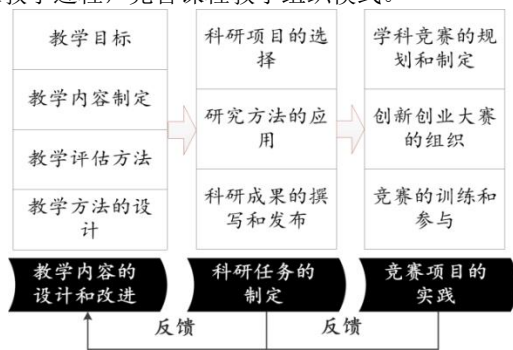 教学过程，完善课程教学组织模式。
教学目标
教学内容制定
教学评估方法
教学方法的设
计
科研项目的选
择
研究方法的应
用
科研成果的撰
写和发布
学科竞赛的规
划和制定
创新创业大赛
的组织
竞赛的训练和
参与
教学内容的
设计和改进
科研任务的
制定
竞赛项目的
实践
反馈
反馈